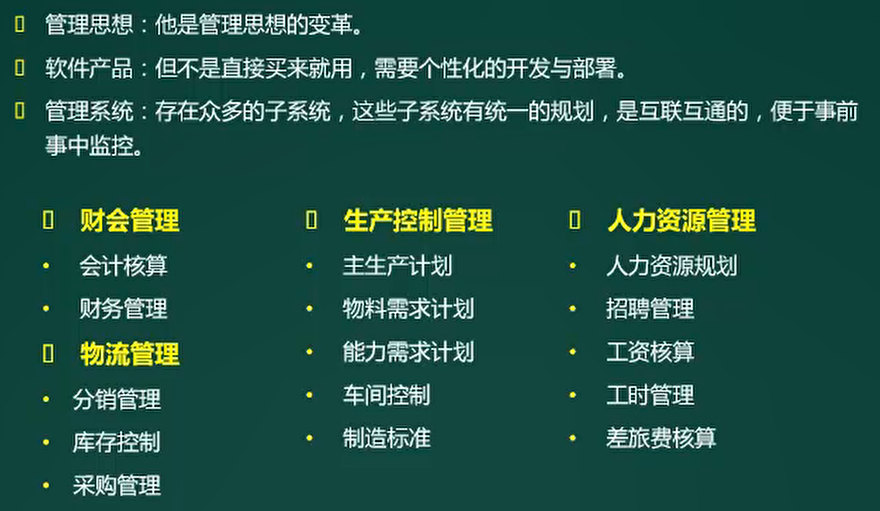 管理思想：他是管理思想的变革。
软件产品：但不是直接买来就用，需要个性化的开发与部署。
管理系统：存在众多的子系统，这些子系统有统一的规划，是互联互通的，便于事前
事中监控。
财会管理
会计核算
财务管理
物流管理
分销管理
库存控制
采购管理
生产控制管理
主生产计划
物料需求计划
能力需求计划
车间控制
制造标准
人力资源管理
人力资源规划
招聘管理
工资核算
工时管理
差旅费核算